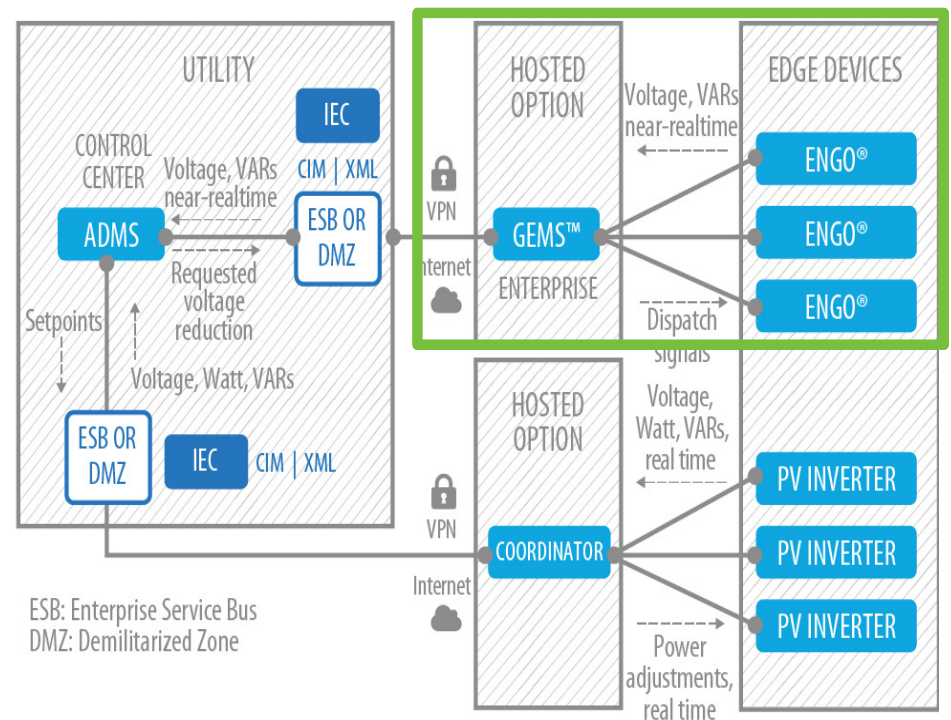 UTILITY
IEC
CIM | XML
CONTROL
CENTER
ADMS
Voltage, VARs
near-realtime
ESB OR
DMZ
Requested
voltage
reduction
Setpoints
Voltage, Watt, VARs
ESB OR
DMZ
IEC
CIM | XML
VPN
Internet
HOSTED
OPTION
GEMS™
ENTERPRISE
Voltage, VARs
near-realtime
Dispatch
signals
EDGE DEVICES
ENGO®
ENGO®
ENGO®
VPN
Internet
HOSTED
OPTION
COORDINATOR
Voltage,
Watt, VARs,
real time
Power
adjustments,
real time
PV INVERTER
PV INVERTER
PV INVERTER
ESB: Enterprise Service Bus
DMZ: Demilitarized Zone